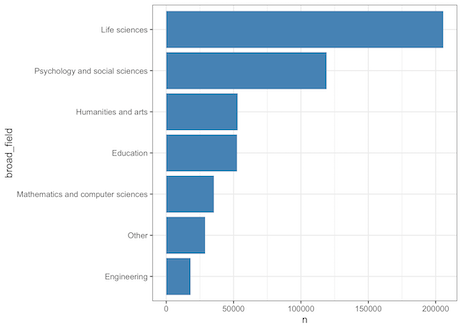 Life sciences
Psychology and social sciences
Humanities and arts
Education
Mathematics and computer sciences
Other
Engineering
broad_field
0 50000 100000 150000 200000
n